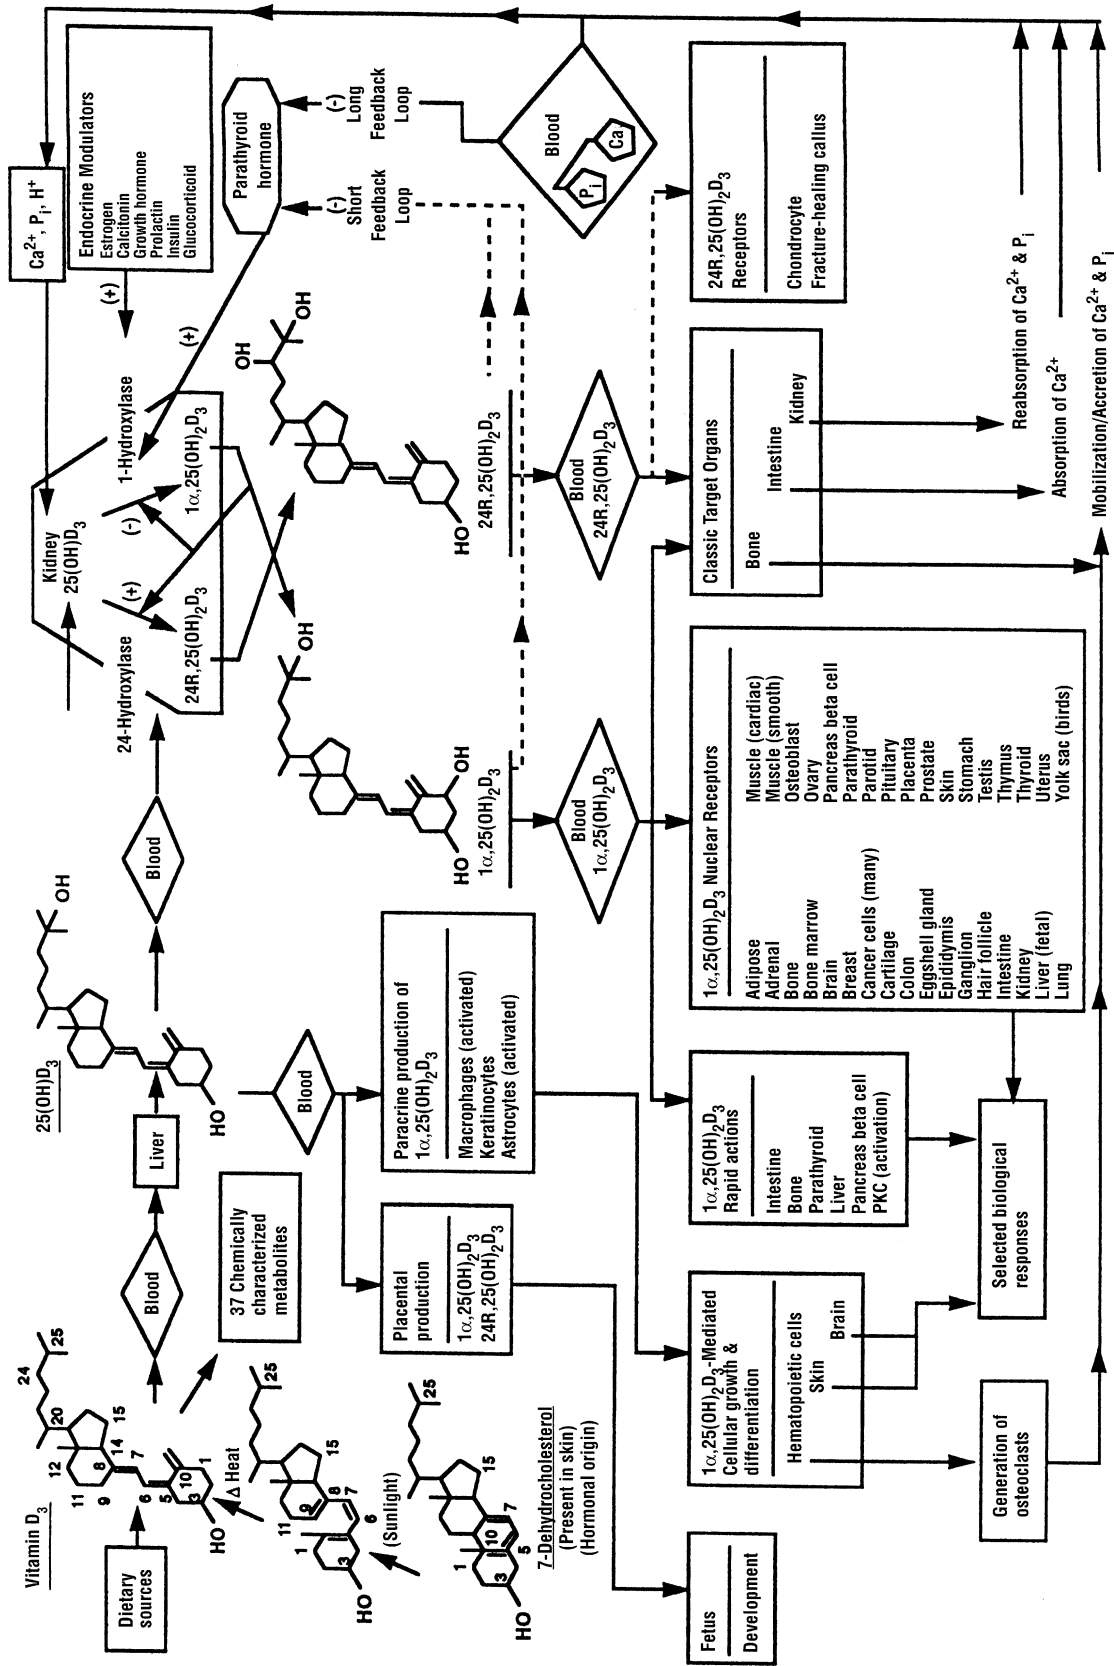 Vitamin D3
24
25
20
12
11
9
14
8
15
7
6
5
10
3
1
HO
Dietary
sources
Δ Heat
25
15
11
9
8
7
6
1
3
HO
(Sunlight)
25
15
10
7
5
1
3
HO
7-Dehydrocholesterol
(Present in skin)
(Hormonal origin)
Blood
37 Chemically
characterized
metabolites
Liver
25(OH)D3
OH
HO
Blood
Blood
Placental
production
1α,25(OH)2D3
24R,25(OH)2D3
Paracrine production of
1α,25(OH)2D3
Macrophages (activated)
Keratinocytes
Astrocytes (activated)
24-Hydroxylase
Kidney
25(OH)D3
1-Hydroxylase
(+)
(-)
24R,25(OH)2D3
1α,25(OH)2D3
Ca2+, Pi, H+
Endocrine Modulators
Estrogen
Calcitonin
Growth hormone
Prolactin
Insulin
Glucocorticoid
(+)
(+)
Parathyroid
hormone
(-)
Short
Feedback
Loop
(-)
Long
Feedback
Loop
OH
OH
HO
1α,25(OH)2D3
OH
OH
HO
24R,25(OH)2D3
Blood
1α,25(OH)2D3
Blood
24R,25(OH)2D3
Blood
Pi
Ca
Fetus
Development
1α,25(OH)2D3-Mediated
Cellular growth &
differentiation
Hematopoietic cells
Skin
Brain
1α,25(OH)2D3
Rapid actions
Intestine
Bone
Parathyroid
Liver
Pancreas beta cell
PKC (activation)
1α,25(OH)2D3 Nuclear Receptors
Adipose
Adrenal
Bone
Bone marrow
Brain
Breast
Cancer cells (many)
Cartilage
Colon
Eggshell gland
Epididymis
Ganglion
Hair follicle
Intestine
Kidney
Liver (fetal)
Lung
Muscle (cardiac)
Muscle (smooth)
Osteoblast
Ovary
Pancreas beta cell
Parathyroid
Parotid
Pituitary
Placenta
Prostate
Skin
Stomach
Testis
Thymus
Thyroid
Uterus
Yolk sac (birds)
Classic Target Organs
Bone
Intestine
Kidney
24R,25(OH)2D3
Receptors
Chondrocyte
Fracture-healing callus
Generation of
osteoclasts
Selected biological
responses
Reabsorption of Ca2+ & Pi
Absorption of Ca2+
Mobilization/Accretion of Ca2+ & Pi